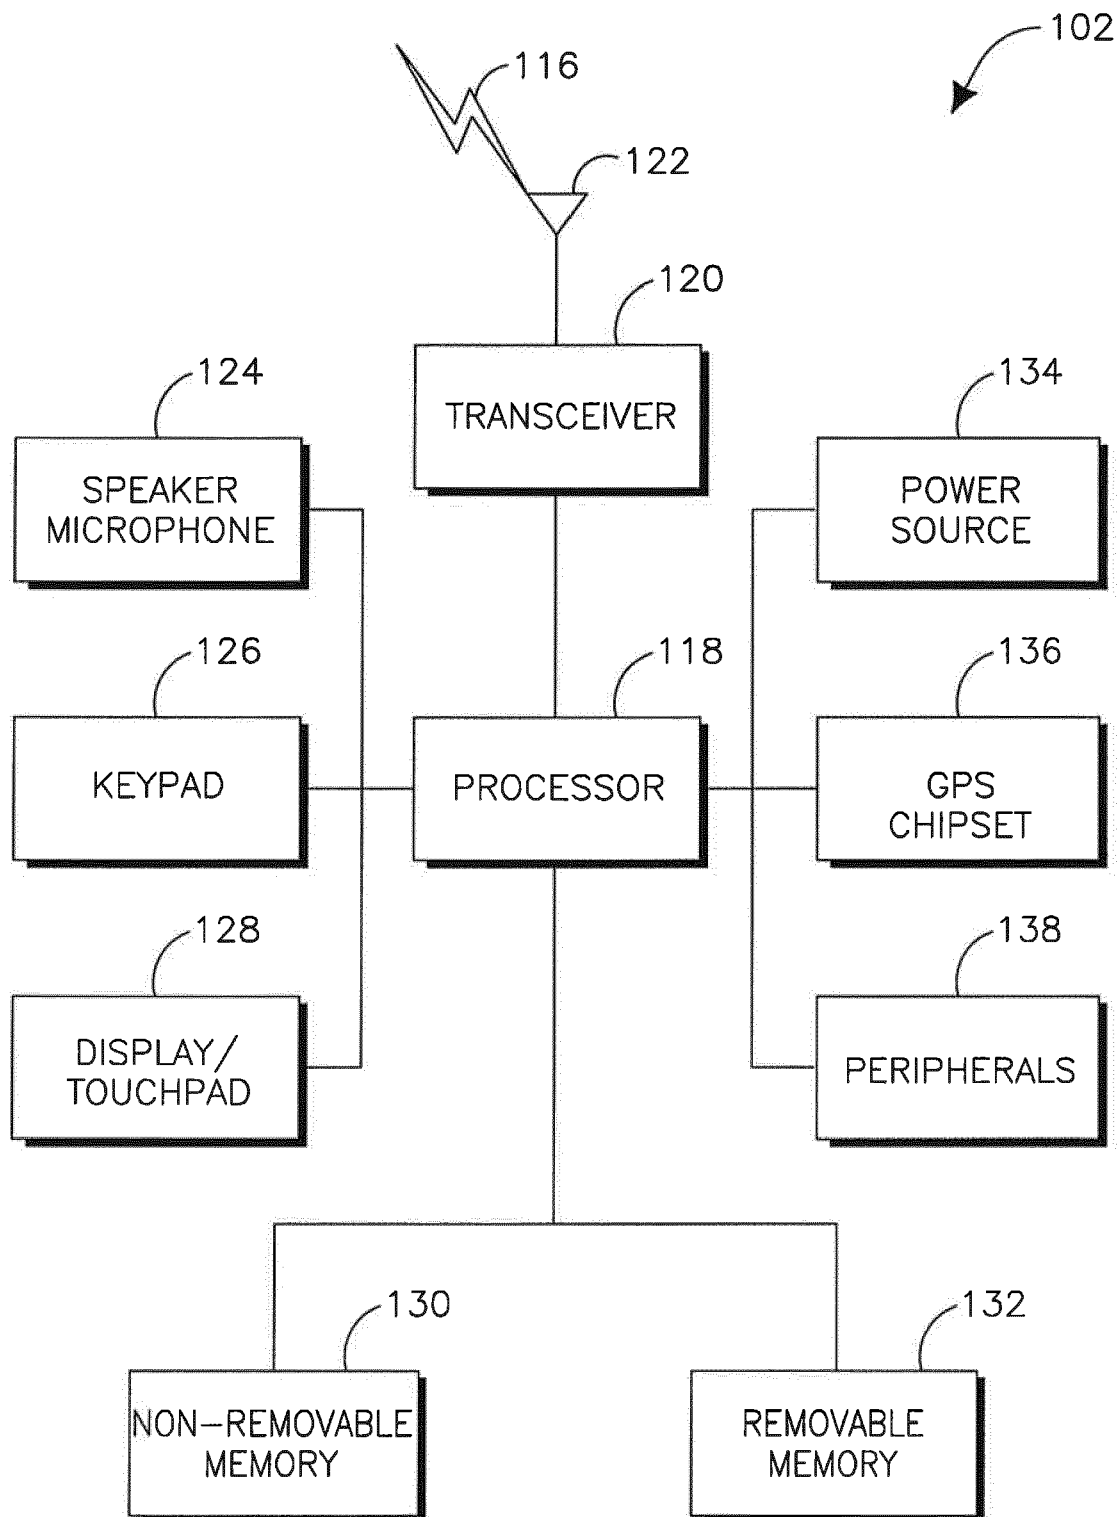 102
116
122
120
TRANSCEIVER
124
SPEAKER
MICROPHONE
134
POWER
SOURCE
126
KEYPAD
118
PROCESSOR
136
GPS
CHIPSET
128
DISPLAY/
TOUCHPAD
138
PERIPHERALS
130
NON-REMOVABLE
MEMORY
132
REMOVABLE
MEMORY